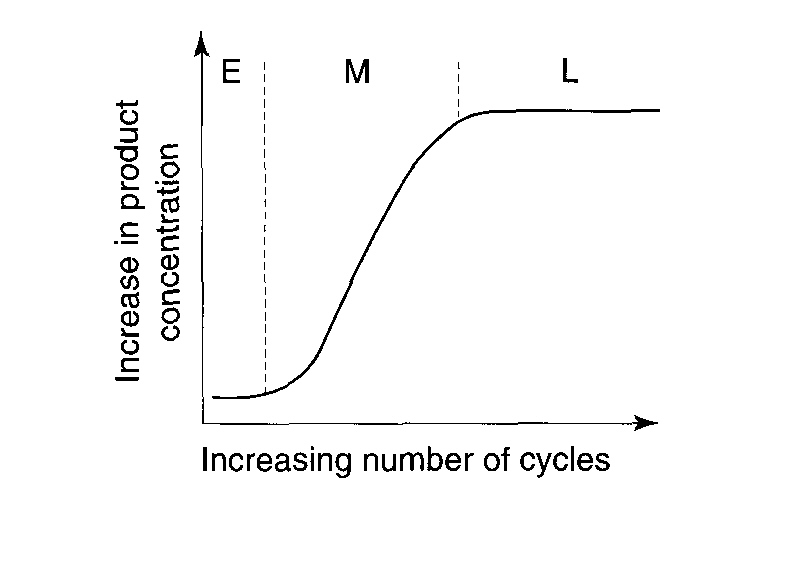 E M L
Increase in product
concentration
Increasing number of cycles